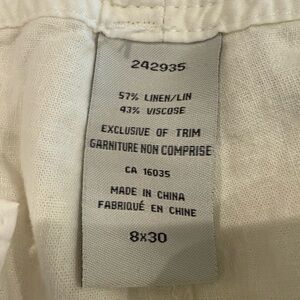 242935
57% LINEN/LIN
43% VISCOSE
EXCLUSIVE OF TRIM
GARNITURE NON COMPRISE
CA 16035
MADE IN CHINA
FABRIQUÉ EN CHINE
8x30